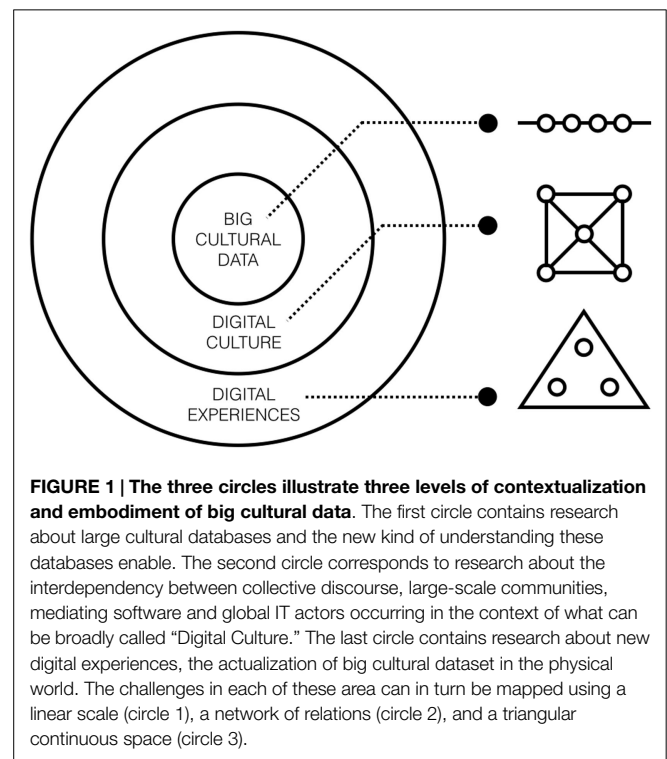 BIG
CULTURAL
DATA
DIGITAL
CULTURE
DIGITAL
EXPERIENCES
FIGURE 1 | The three circles illustrate three levels of contextualization
and embodiment of big cultural data. The first circle contains research
about large cultural databases and the new kind of understanding these
databases enable. The second circle corresponds to research about the
interdependency between collective discourse, large-scale communities,
mediating software and global IT actors occurring in the context of what can
be broadly called “Digital Culture.” The last circle contains research about new
digital experiences, the actualization of big cultural dataset in the physical
world. The challenges in each of these area can in turn be mapped using a
linear scale (circle 1), a network of relations (circle 2), and a triangular
continuous space (circle 3).